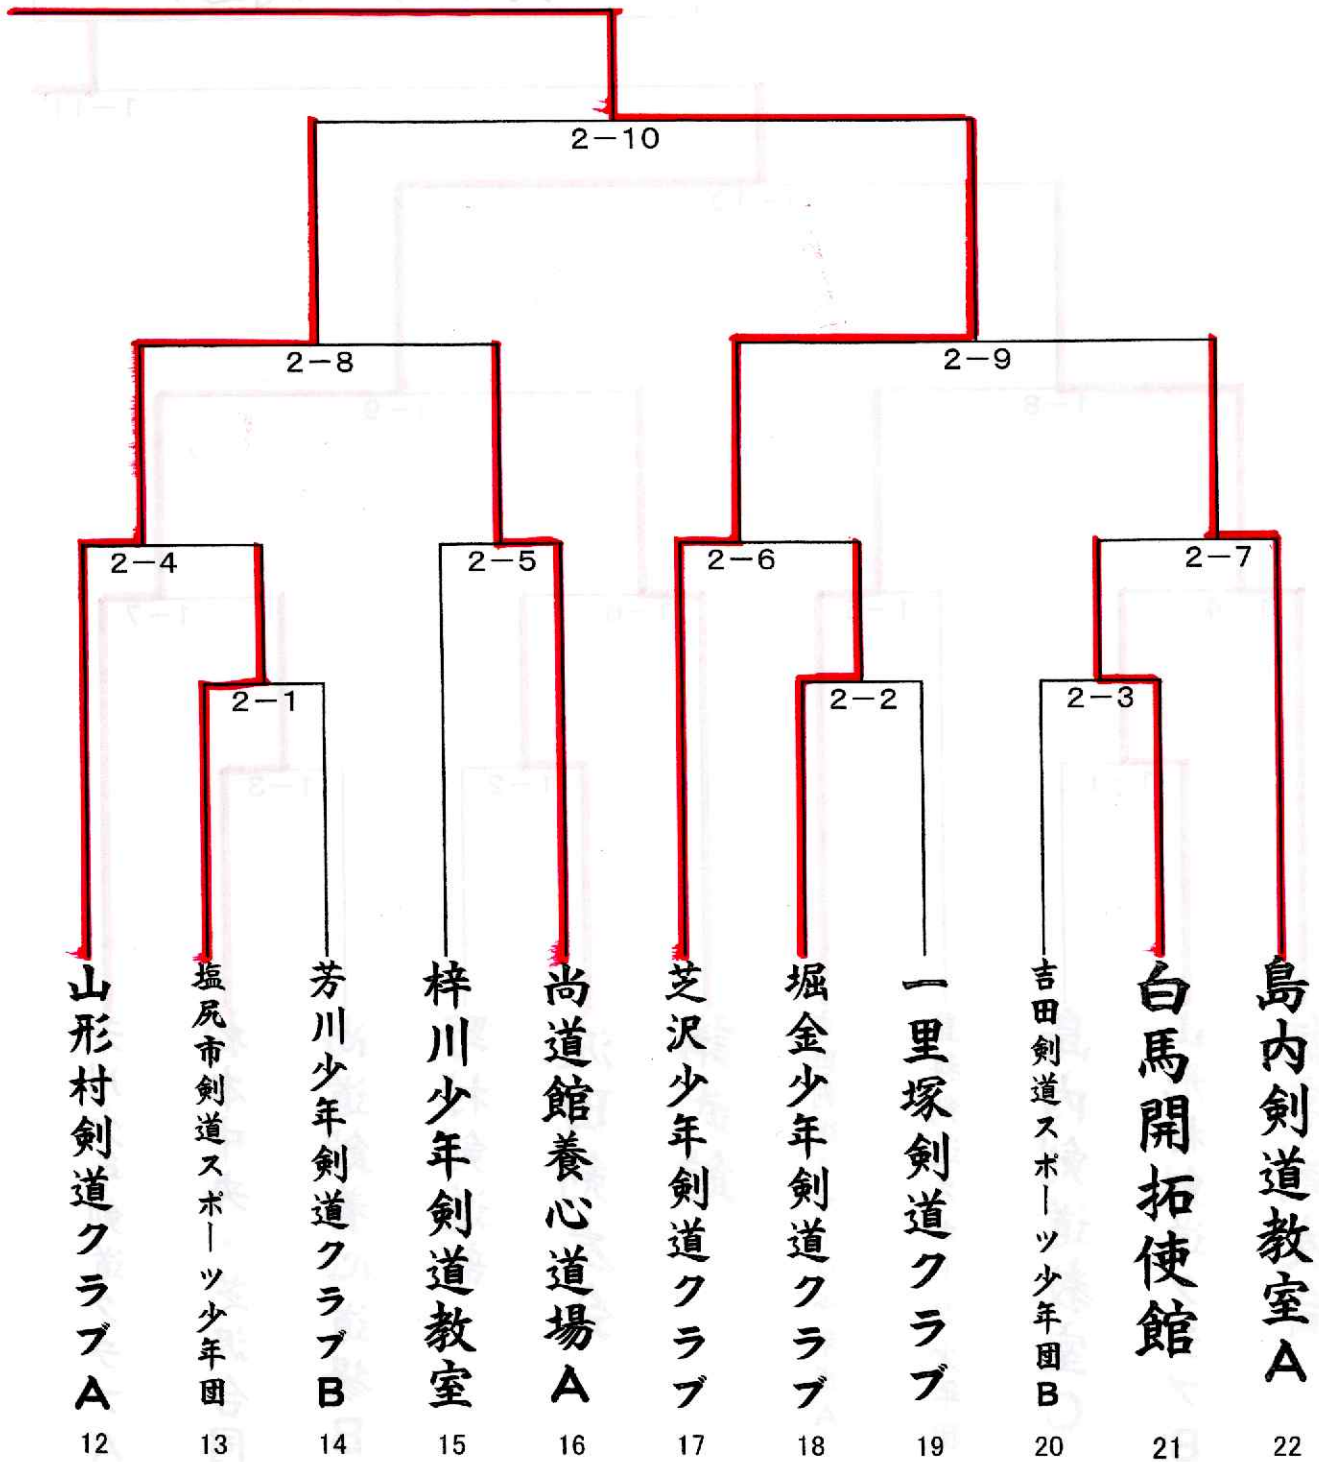 2-10
2-8
2-9
2-4
2-5
2-6
2-7
2-1
2-2
2-3
山形村剣道クラブA
塩尻市剣道スポーツ少年団
芳川少年剣道クラブB
梓川少年剣道教室
尚道館養心道場A
芝沢少年剣道クラブ
堀金少年剣道クラブ
一里塚剣道クラブ
吉田剣道スポーツ少年団B
白馬開拓使館
島内剣道教室A
12 13 14 15 16 17 18 19 20 21 22